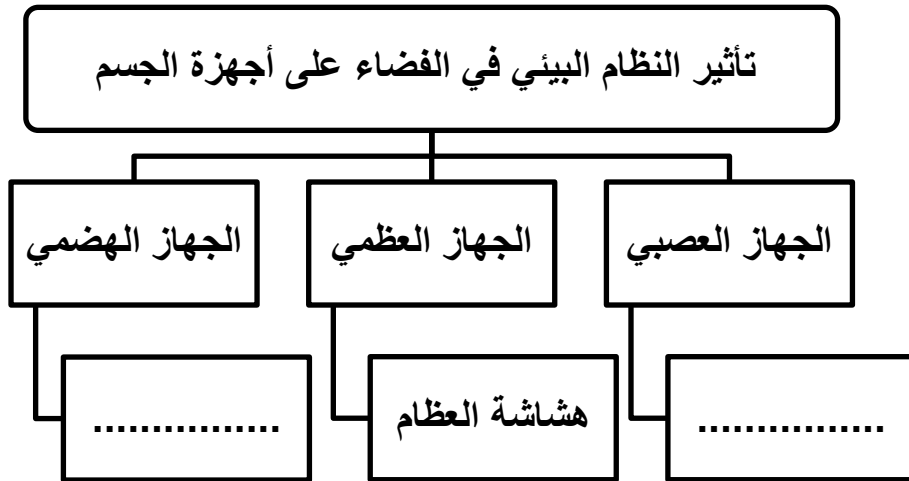 تأثير النظام البيئي في الفضاء على أجهزة الجسم
الجهاز العصبي
الجهاز العظمي
الجهاز الهضمي
................
هشاشة العظام
................